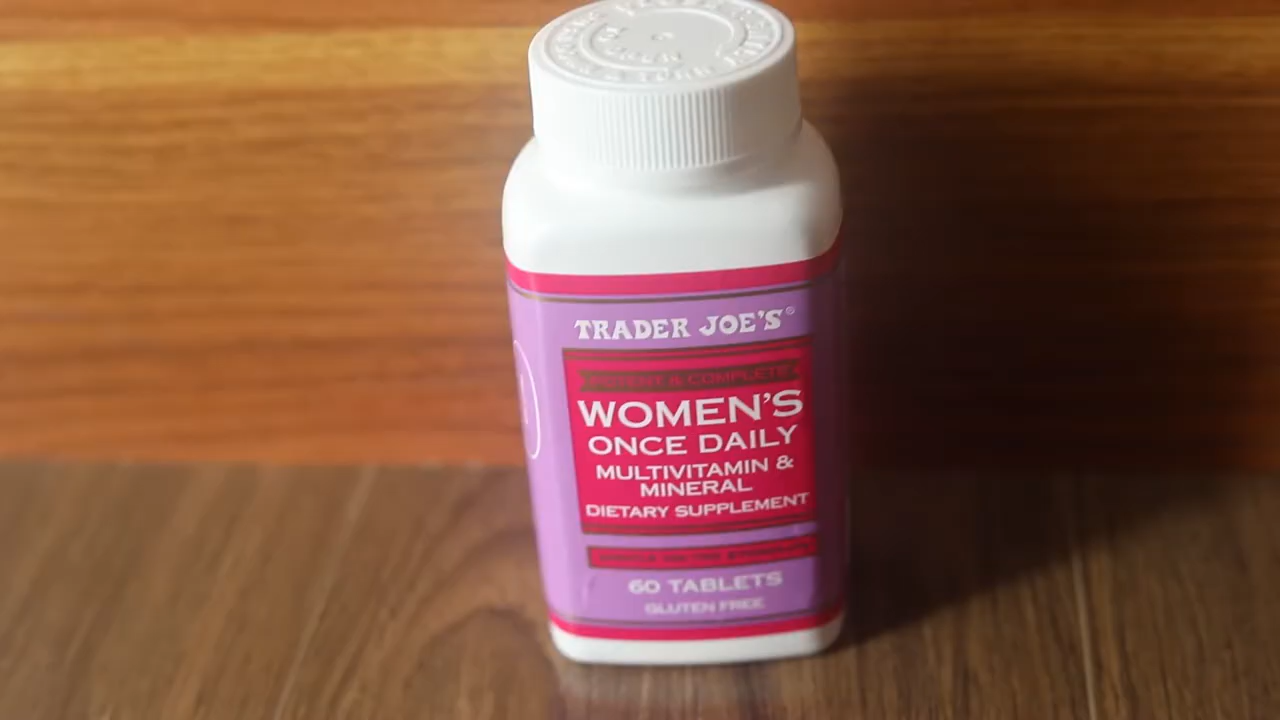 TRADER JOE'S®
POTENT & COMPLETE
WOMEN'S
ONCE DAILY
MULTIVITAMIN &
MINERAL
DIETARY SUPPLEMENT
60 TABLETS
GLUTEN FREE